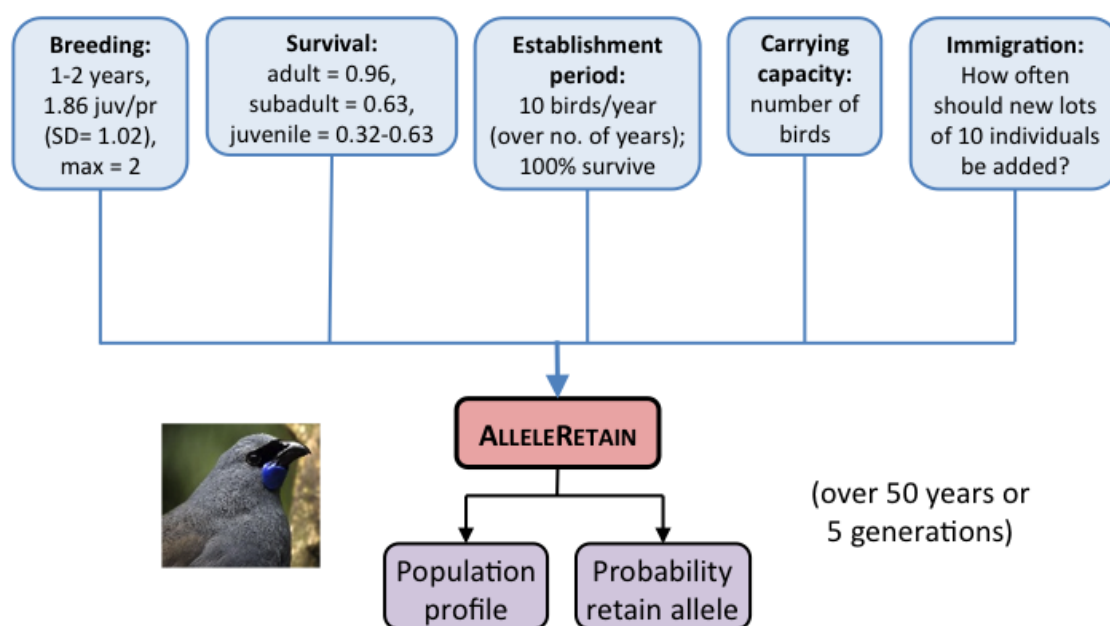 Breeding:
1-2 years,
1.86 juv/pr
(SD= 1.02),
max = 2
Survival:
adult = 0.96,
subadult = 0.63,
juvenile = 0.32-0.63
Establishment
period:
10 birds/year
(over no. of years);
100% survive
Carrying
capacity:
number of
birds
Immigration:
How often
should new lots
of 10 individuals
be added?
ALLELERETAIN
(over 50 years or
5 generations)
Population
profile
Probability
retain allele